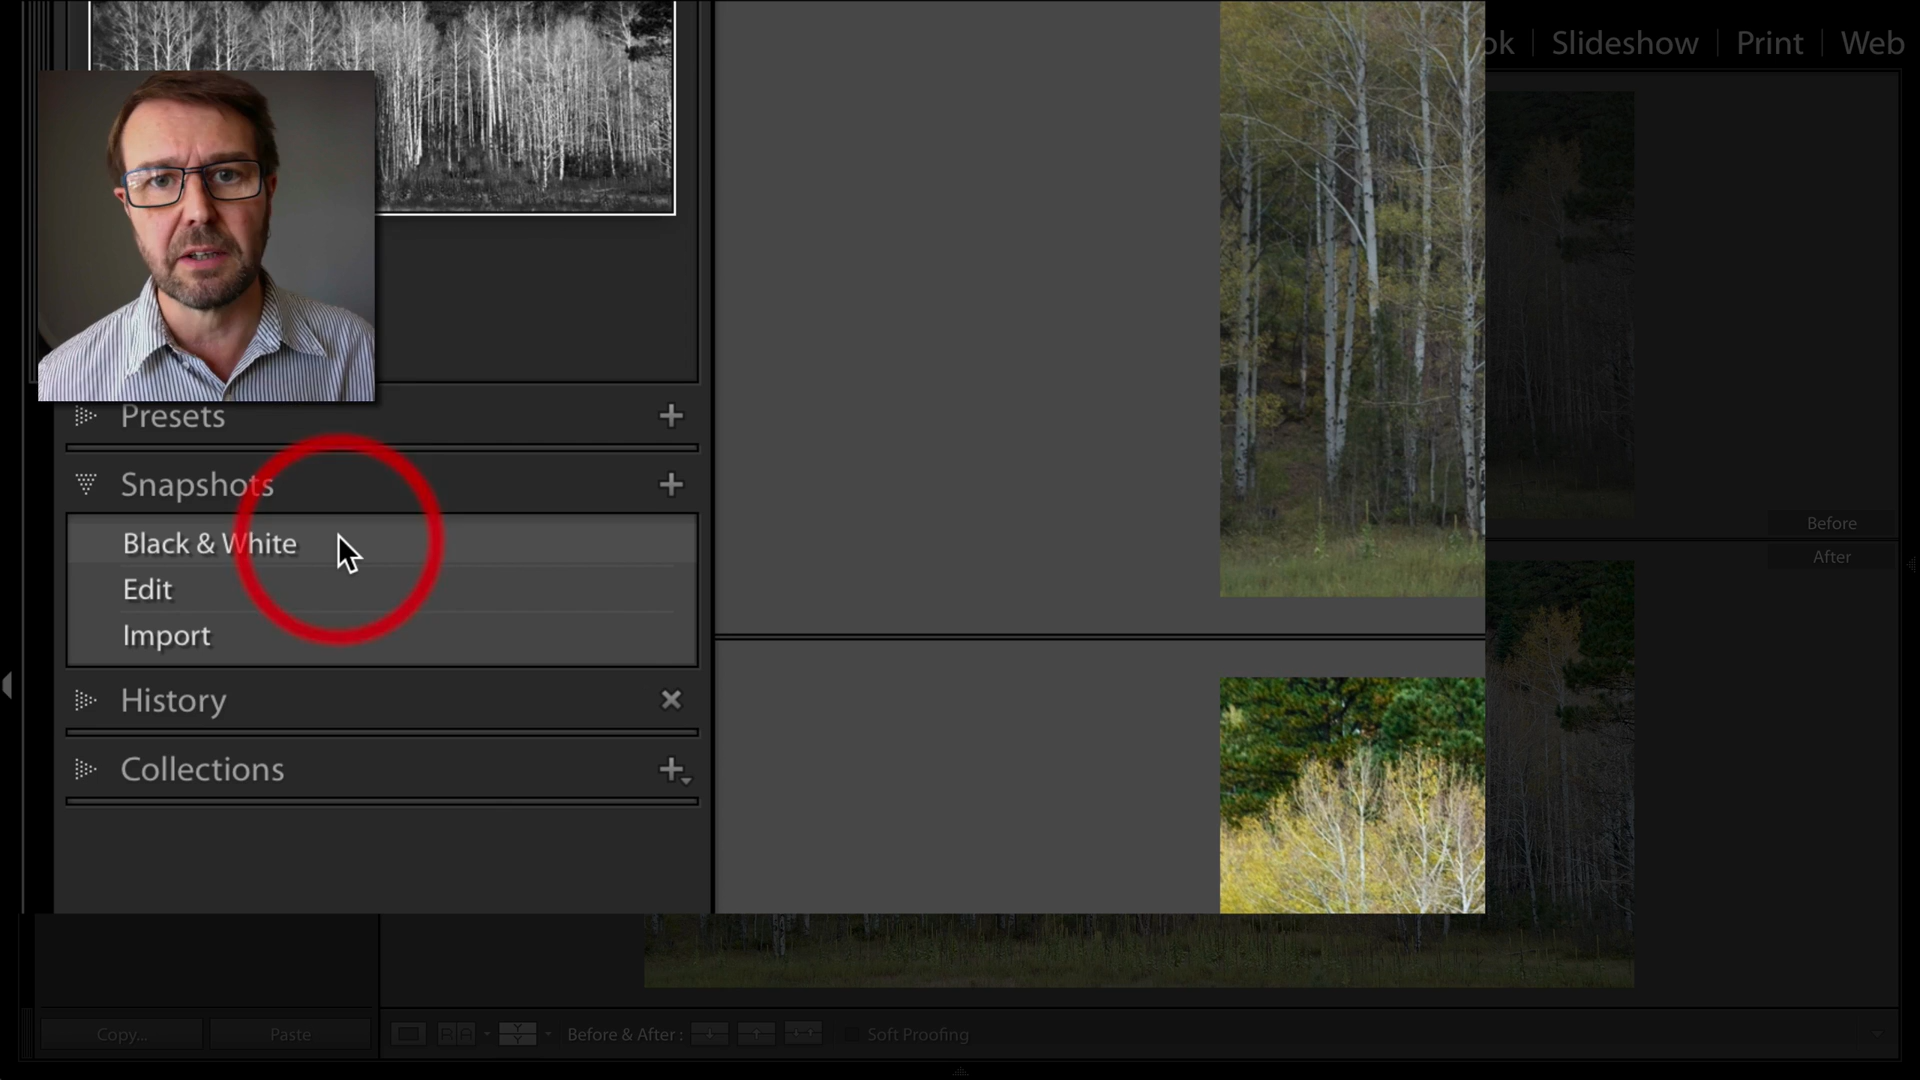 ok | Slideshow | Print | Web
Presets
Snapshots
Black & White
Edit
Import
History
Collections
Before
After
Copy...
Paste
R A
Y
Y
Before & After :
Soft Proofing